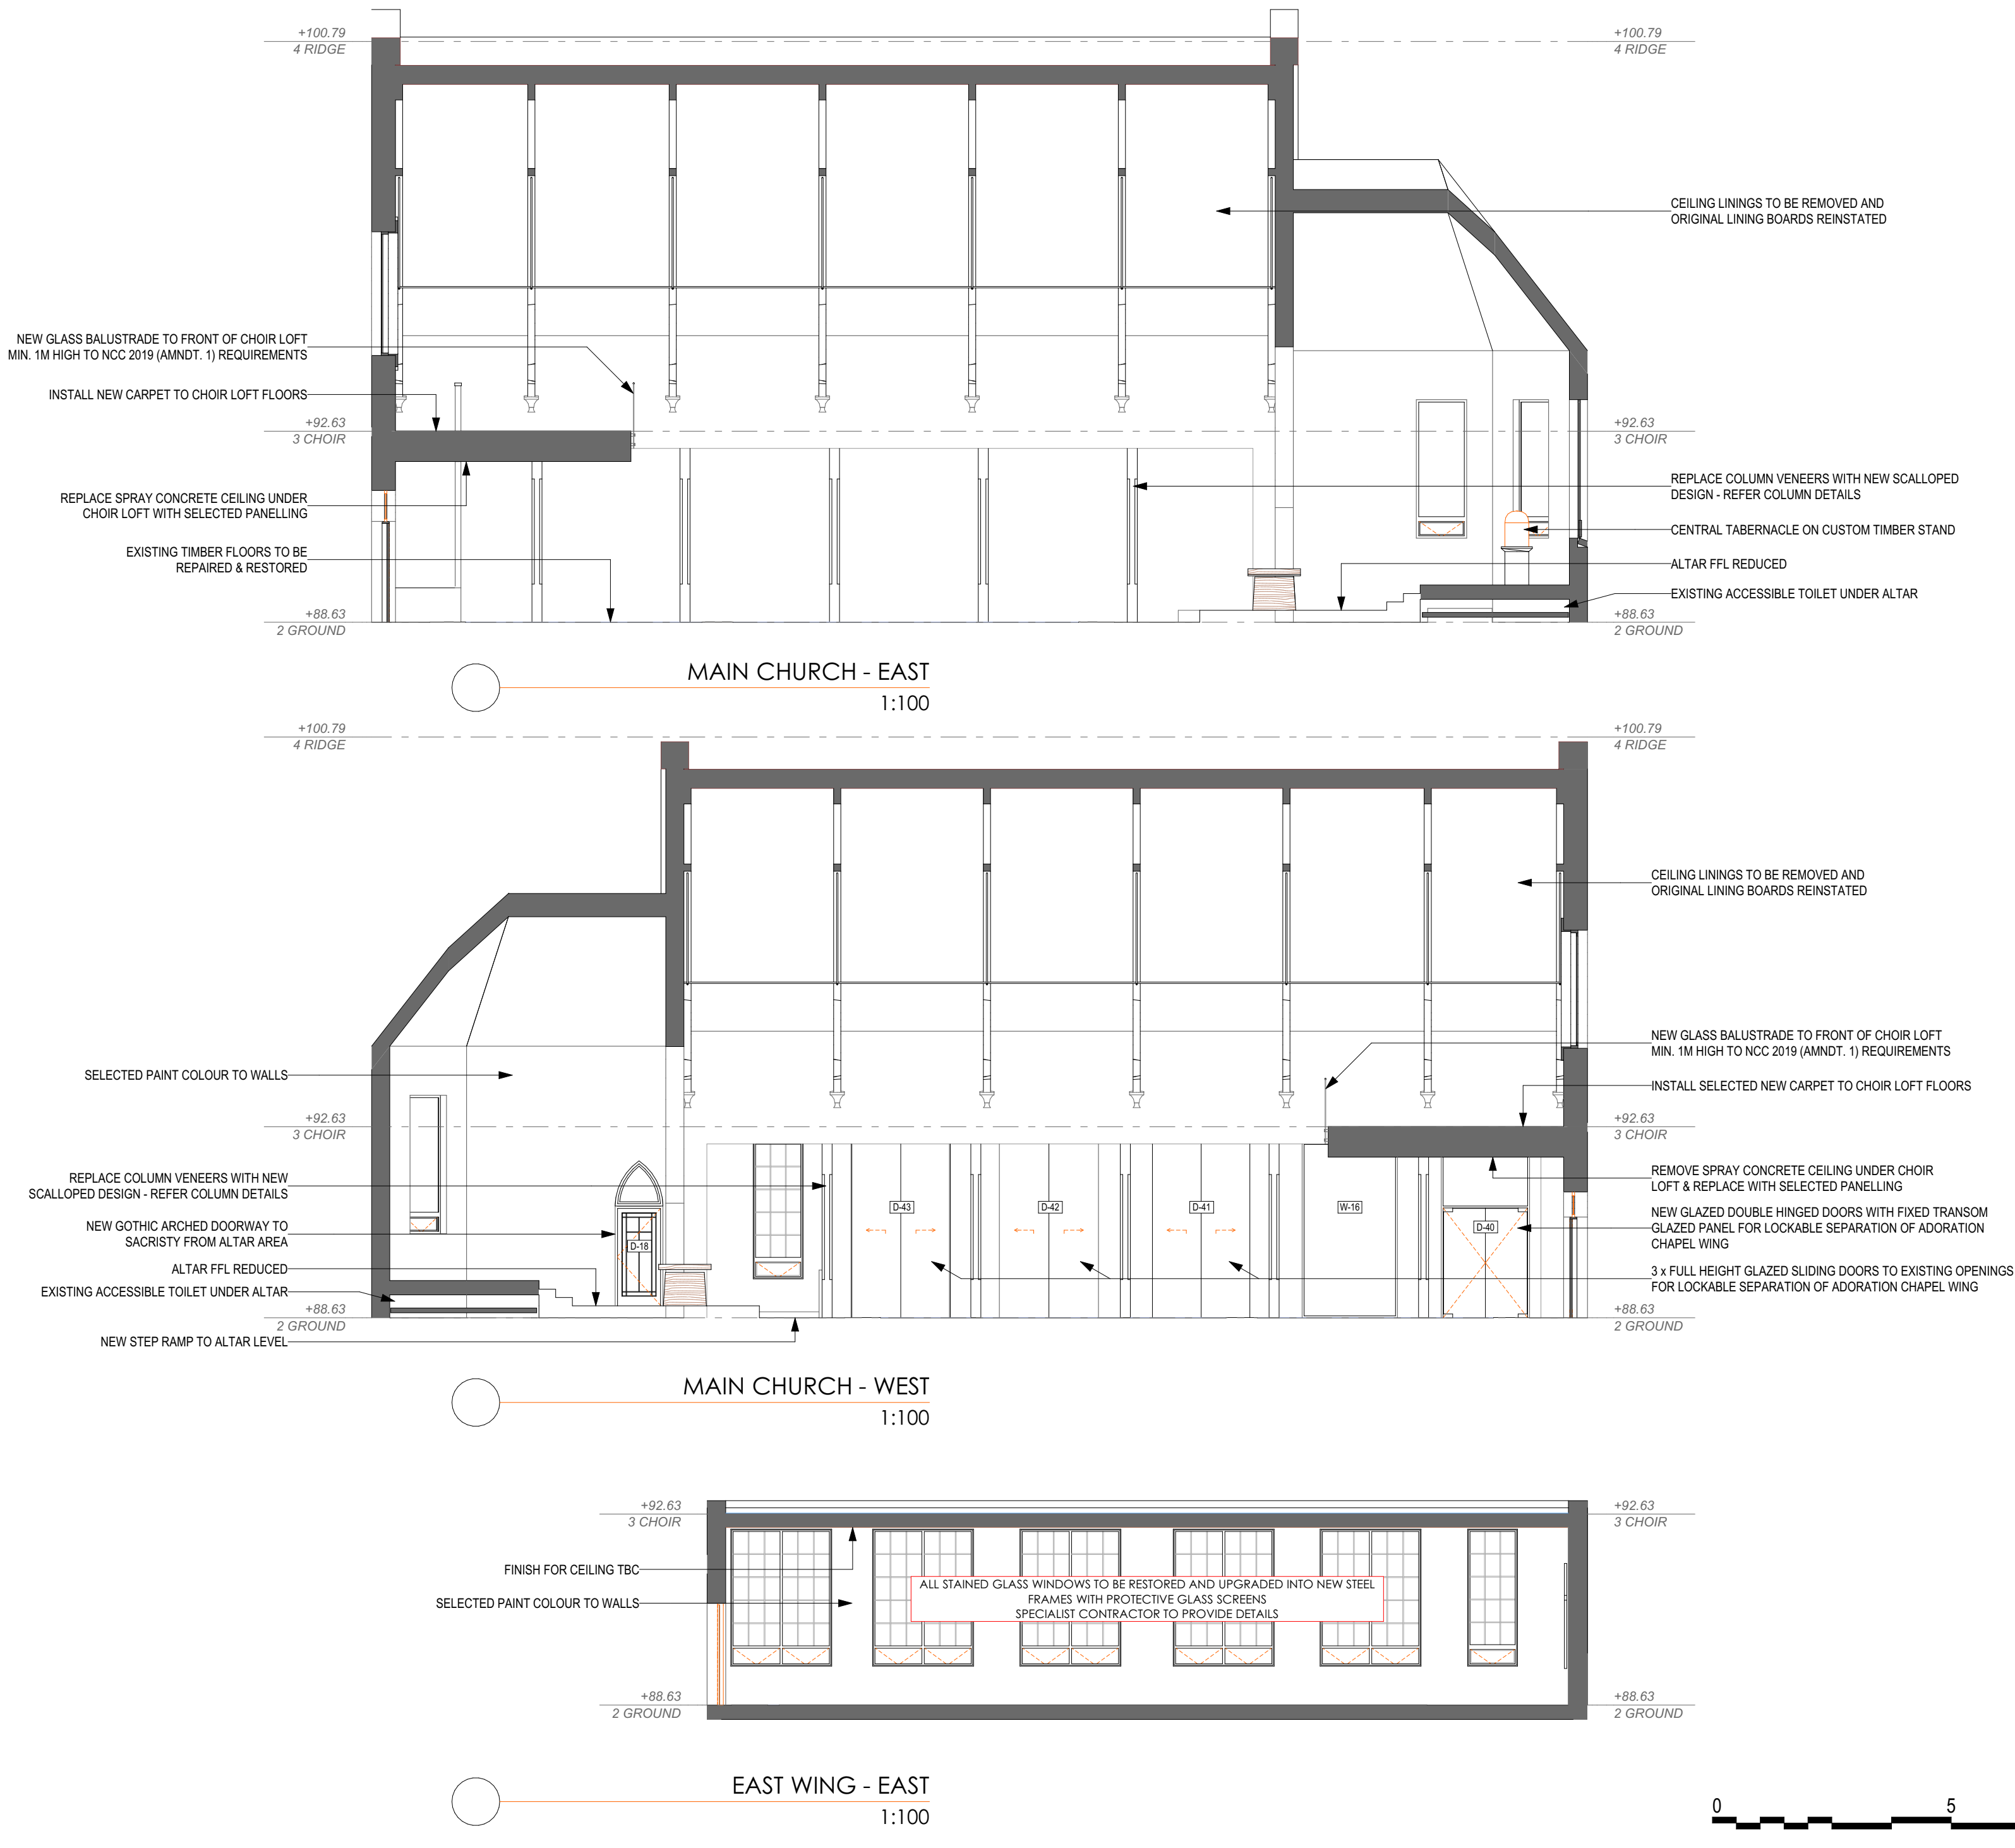 +100.79
4 RIDGE
+100.79
4 RIDGE
CEILING LININGS TO BE REMOVED AND
ORIGINAL LINING BOARDS REINSTATED
NEW GLASS BALUSTRADE TO FRONT OF CHOIR LOFT
MIN. 1M HIGH TO NCC 2019 (AMNDT. 1) REQUIREMENTS
INSTALL NEW CARPET TO CHOIR LOFT FLOORS
+92.63
3 CHOIR
+92.63
3 CHOIR
REPLACE SPRAY CONCRETE CEILING UNDER
CHOIR LOFT WITH SELECTED PANELLING
EXISTING TIMBER FLOORS TO BE
REPAIRED & RESTORED
REPLACE COLUMN VENEERS WITH NEW SCALLOPED
DESIGN - REFER COLUMN DETAILS
CENTRAL TABERNACLE ON CUSTOM TIMBER STAND
ALTAR FFL REDUCED
EXISTING ACCESSIBLE TOILET UNDER ALTAR
+88.63
2 GROUND
+88.63
2 GROUND
MAIN CHURCH - EAST
1:100
+100.79
4 RIDGE
+100.79
4 RIDGE
CEILING LININGS TO BE REMOVED AND
ORIGINAL LINING BOARDS REINSTATED
NEW GLASS BALUSTRADE TO FRONT OF CHOIR LOFT
MIN. 1M HIGH TO NCC 2019 (AMNDT. 1) REQUIREMENTS
SELECTED PAINT COLOUR TO WALLS
INSTALL SELECTED NEW CARPET TO CHOIR LOFT FLOORS
+92.63
3 CHOIR
+92.63
3 CHOIR
REPLACE COLUMN VENEERS WITH NEW
SCALLOPED DESIGN - REFER COLUMN DETAILS
NEW GOTHIC ARCHED DOORWAY TO
SACRISTY FROM ALTAR AREA
ALTAR FFL REDUCED
EXISTING ACCESSIBLE TOILET UNDER ALTAR
D-18
D-43
D-42
D-41
W-16
D-40
REMOVE SPRAY CONCRETE CEILING UNDER CHOIR
LOFT & REPLACE WITH SELECTED PANELLING
NEW GLAZED DOUBLE HINGED DOORS WITH FIXED TRANSOM
GLAZED PANEL FOR LOCKABLE SEPARATION OF ADORATION
CHAPEL WING
3 x FULL HEIGHT GLAZED SLIDING DOORS TO EXISTING OPENINGS
FOR LOCKABLE SEPARATION OF ADORATION CHAPEL WING
+88.63
2 GROUND
+88.63
2 GROUND
NEW STEP RAMP TO ALTAR LEVEL
MAIN CHURCH - WEST
1:100
+92.63
3 CHOIR
+92.63
3 CHOIR
FINISH FOR CEILING TBC
SELECTED PAINT COLOUR TO WALLS
ALL STAINED GLASS WINDOWS TO BE RESTORED AND UPGRADED INTO NEW STEEL
FRAMES WITH PROTECTIVE GLASS SCREENS
SPECIALIST CONTRACTOR TO PROVIDE DETAILS
+88.63
2 GROUND
+88.63
2 GROUND
EAST WING - EAST
1:100
0 5